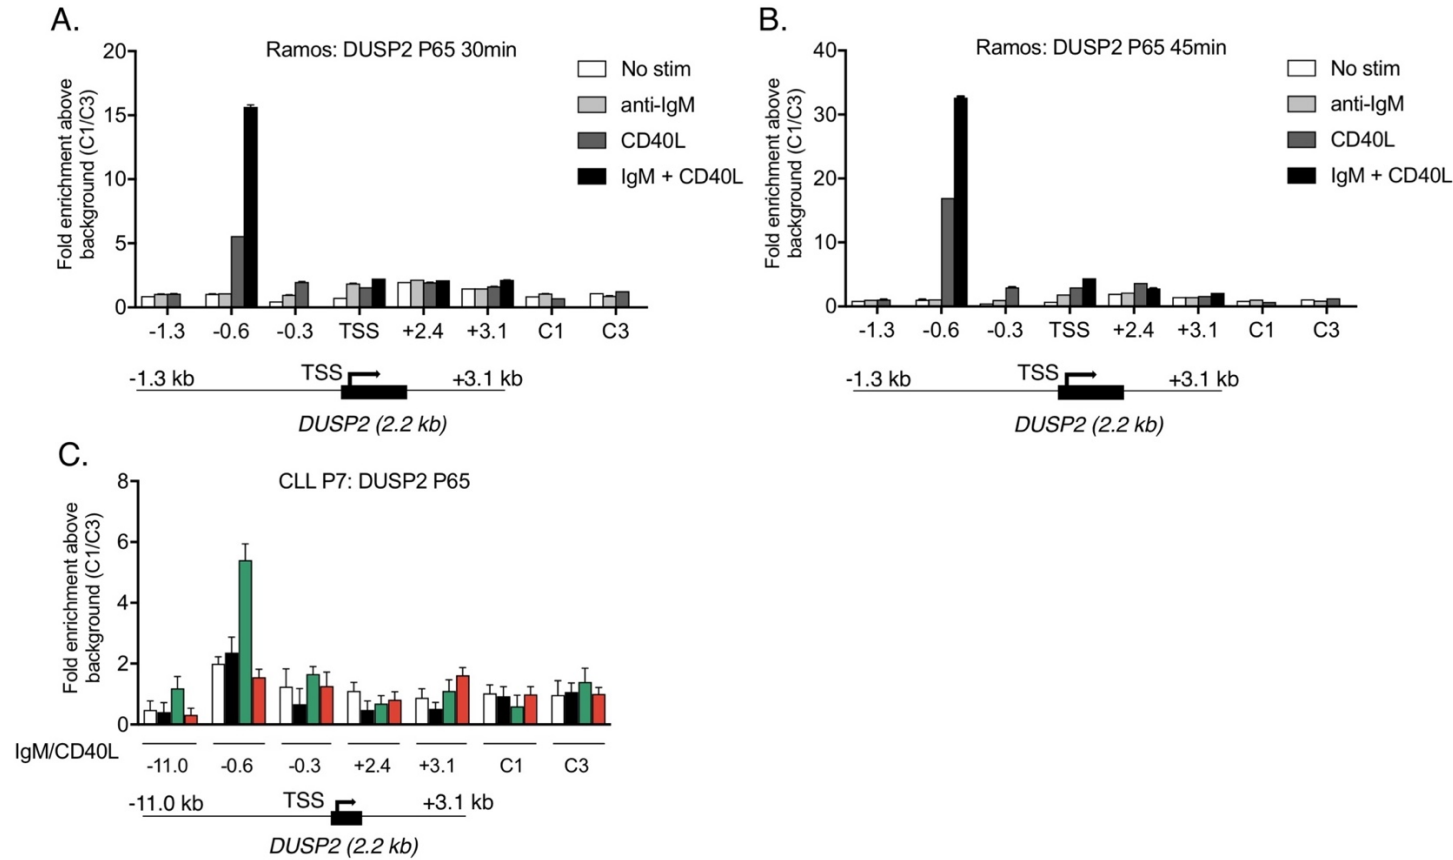 A.
Ramos: DUSP2 P65 30min
Fold enrichment above
background (C1/C3)
20
15
10
5
0
No stim
anti-IgM
CD40L
IgM + CD40L
-1.3 -0.6 -0.3 TSS +2.4 +3.1 C1 C3
-1.3 kb TSS +3.1 kb
DUSP2 (2.2 kb)
B.
Ramos: DUSP2 P65 45min
Fold enrichment above
background (C1/C3)
40
30
20
10
0
No stim
anti-IgM
CD40L
IgM + CD40L
-1.3 -0.6 -0.3 TSS +2.4 +3.1 C1 C3
-1.3 kb TSS +3.1 kb
DUSP2 (2.2 kb)
C.
CLL P7: DUSP2 P65
Fold enrichment above
background (C1/C3)
8
6
4
2
0
IgM/CD40L
-11.0 -0.6 -0.3 +2.4 +3.1 C1 C3
-11.0 kb TSS +3.1 kb
DUSP2 (2.2 kb)